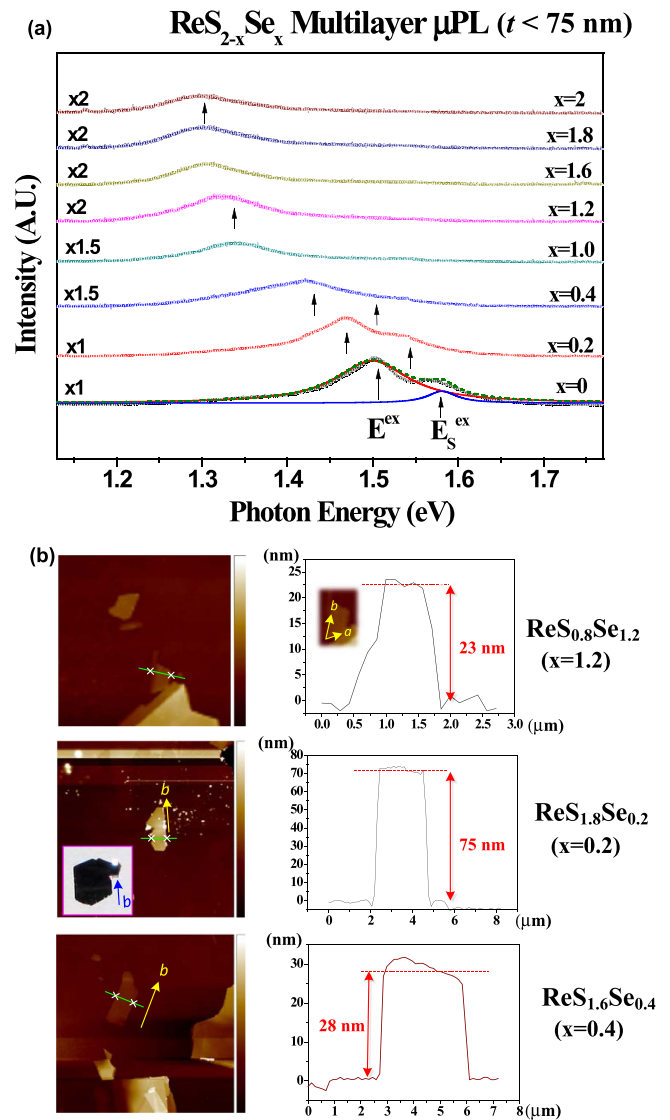 (a) ReS2-xSex Multilayer μPL (t < 75 nm)
x2 x=2
x2 x=1.8
x2 x=1.6
x2 x=1.2
x1.5 x=1.0
x1.5 x=0.4
x1 x=0.2
x1 x=0
E^ex E_S^ex
Intensity (A.U.)
1.2 1.3 1.4 1.5 1.6 1.7
Photon Energy (eV)
(b)
(nm)
25
20
15
10
5
0
0.0 0.5 1.0 1.5 2.0 2.5 3.0
(μm)
b
a
23 nm
ReS0.8Se1.2
(x=1.2)
b
b
(nm)
80
70
60
50
40
30
20
10
0
0 2 4 6 8
(μm)
75 nm
ReS1.8Se0.2
(x=0.2)
b
(nm)
30
20
10
0
0 1 2 3 4 5 6 7 8
(μm)
28 nm
ReS1.6Se0.4
(x=0.4)